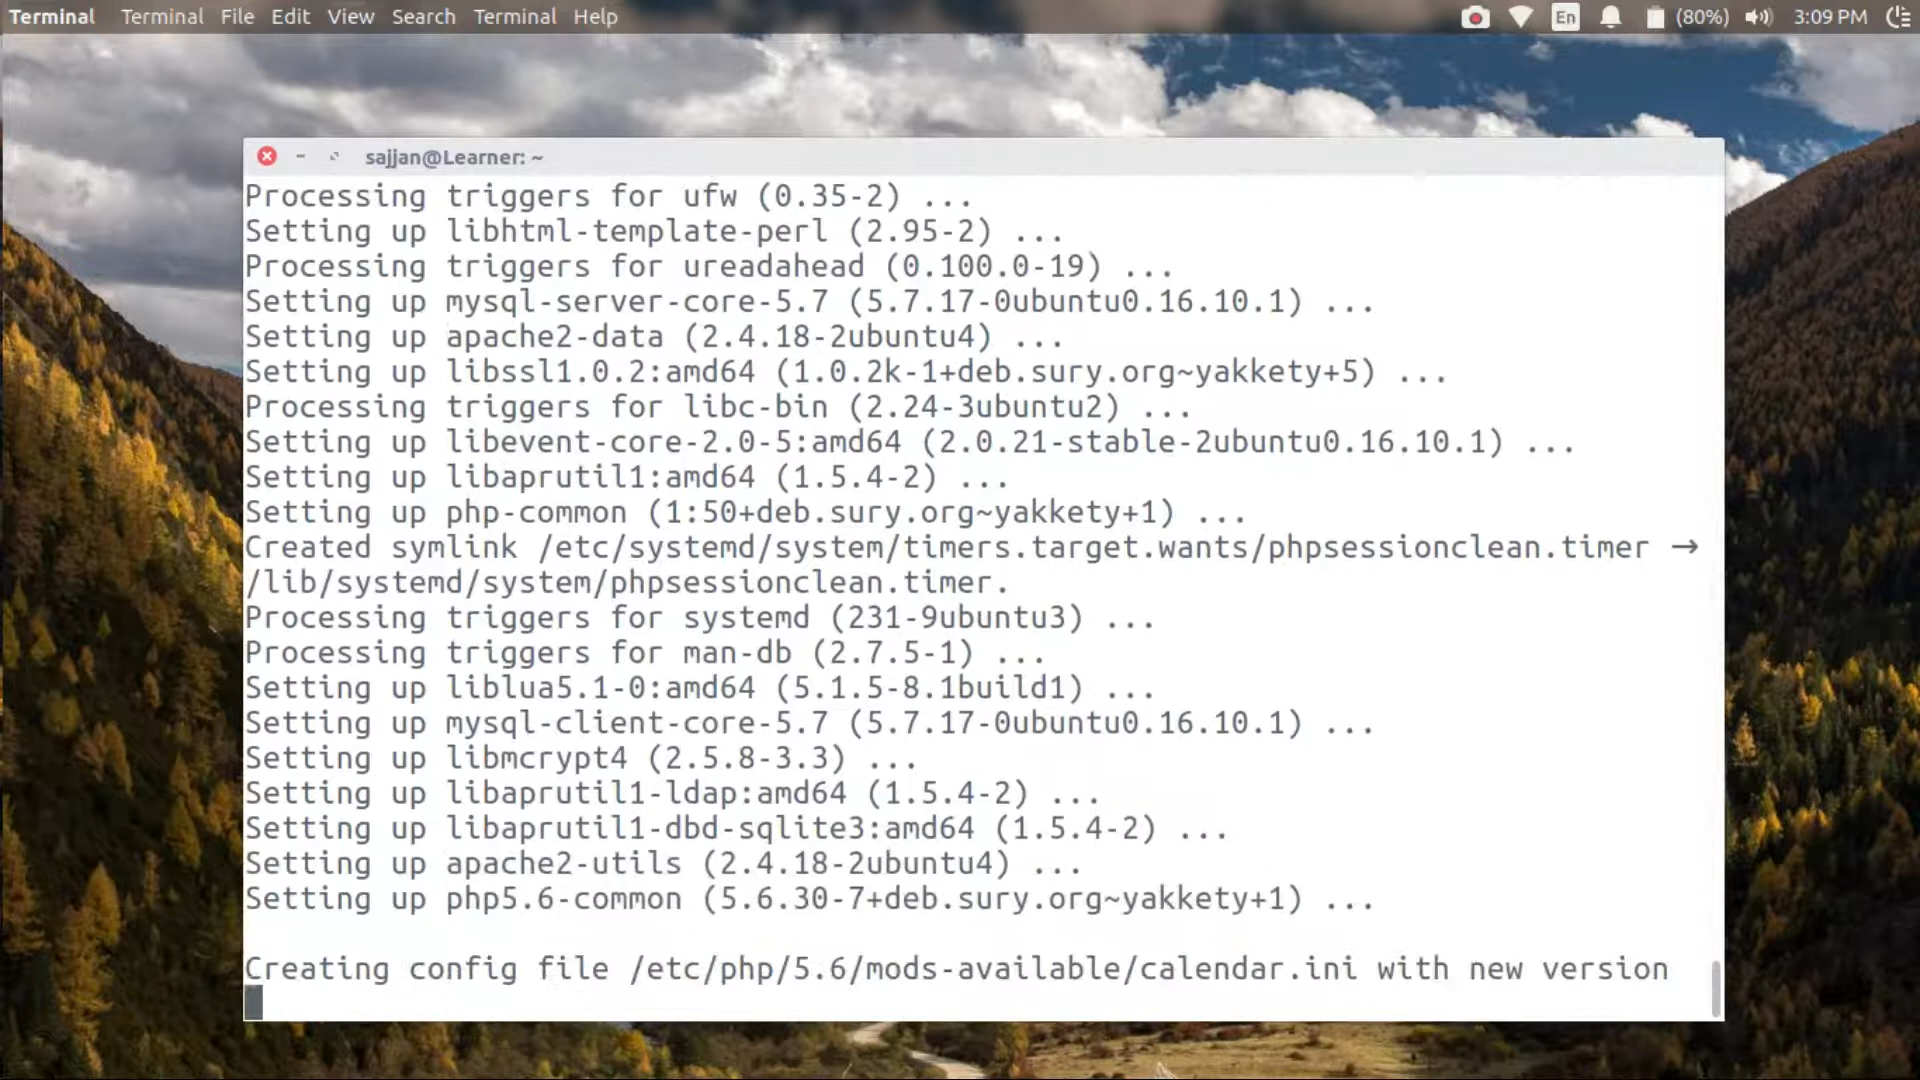 Terminal Terminal File Edit View Search Terminal Help En (80%) 3:09 PM
sajjan@Learner: ~
Processing triggers for ufw (0.35-2) ...
Setting up libhtml-template-perl (2.95-2) ...
Processing triggers for ureadahead (0.100.0-19) ...
Setting up mysql-server-core-5.7 (5.7.17-0ubuntu0.16.10.1) ...
Setting up apache2-data (2.4.18-2ubuntu4) ...
Setting up libssl1.0.2:amd64 (1.0.2k-1+deb.sury.org~yakkety+5) ...
Processing triggers for libc-bin (2.24-3ubuntu2) ...
Setting up libevent-core-2.0-5:amd64 (2.0.21-stable-2ubuntu0.16.10.1) ...
Setting up libaprutil1:amd64 (1.5.4-2) ...
Setting up php-common (1:50+deb.sury.org~yakkety+1) ...
Created symlink /etc/systemd/system/timers.target.wants/phpsessionclean.timer →
/lib/systemd/system/phpsessionclean.timer.
Processing triggers for systemd (231-9ubuntu3) ...
Processing triggers for man-db (2.7.5-1) ...
Setting up liblua5.1-0:amd64 (5.1.5-8.1build1) ...
Setting up mysql-client-core-5.7 (5.7.17-0ubuntu0.16.10.1) ...
Setting up libmcrypt4 (2.5.8-3.3) ...
Setting up libaprutil1-ldap:amd64 (1.5.4-2) ...
Setting up libaprutil1-dbd-sqlite3:amd64 (1.5.4-2) ...
Setting up apache2-utils (2.4.18-2ubuntu4) ...
Setting up php5.6-common (5.6.30-7+deb.sury.org~yakkety+1) ...
Creating config file /etc/php/5.6/mods-available/calendar.ini with new version